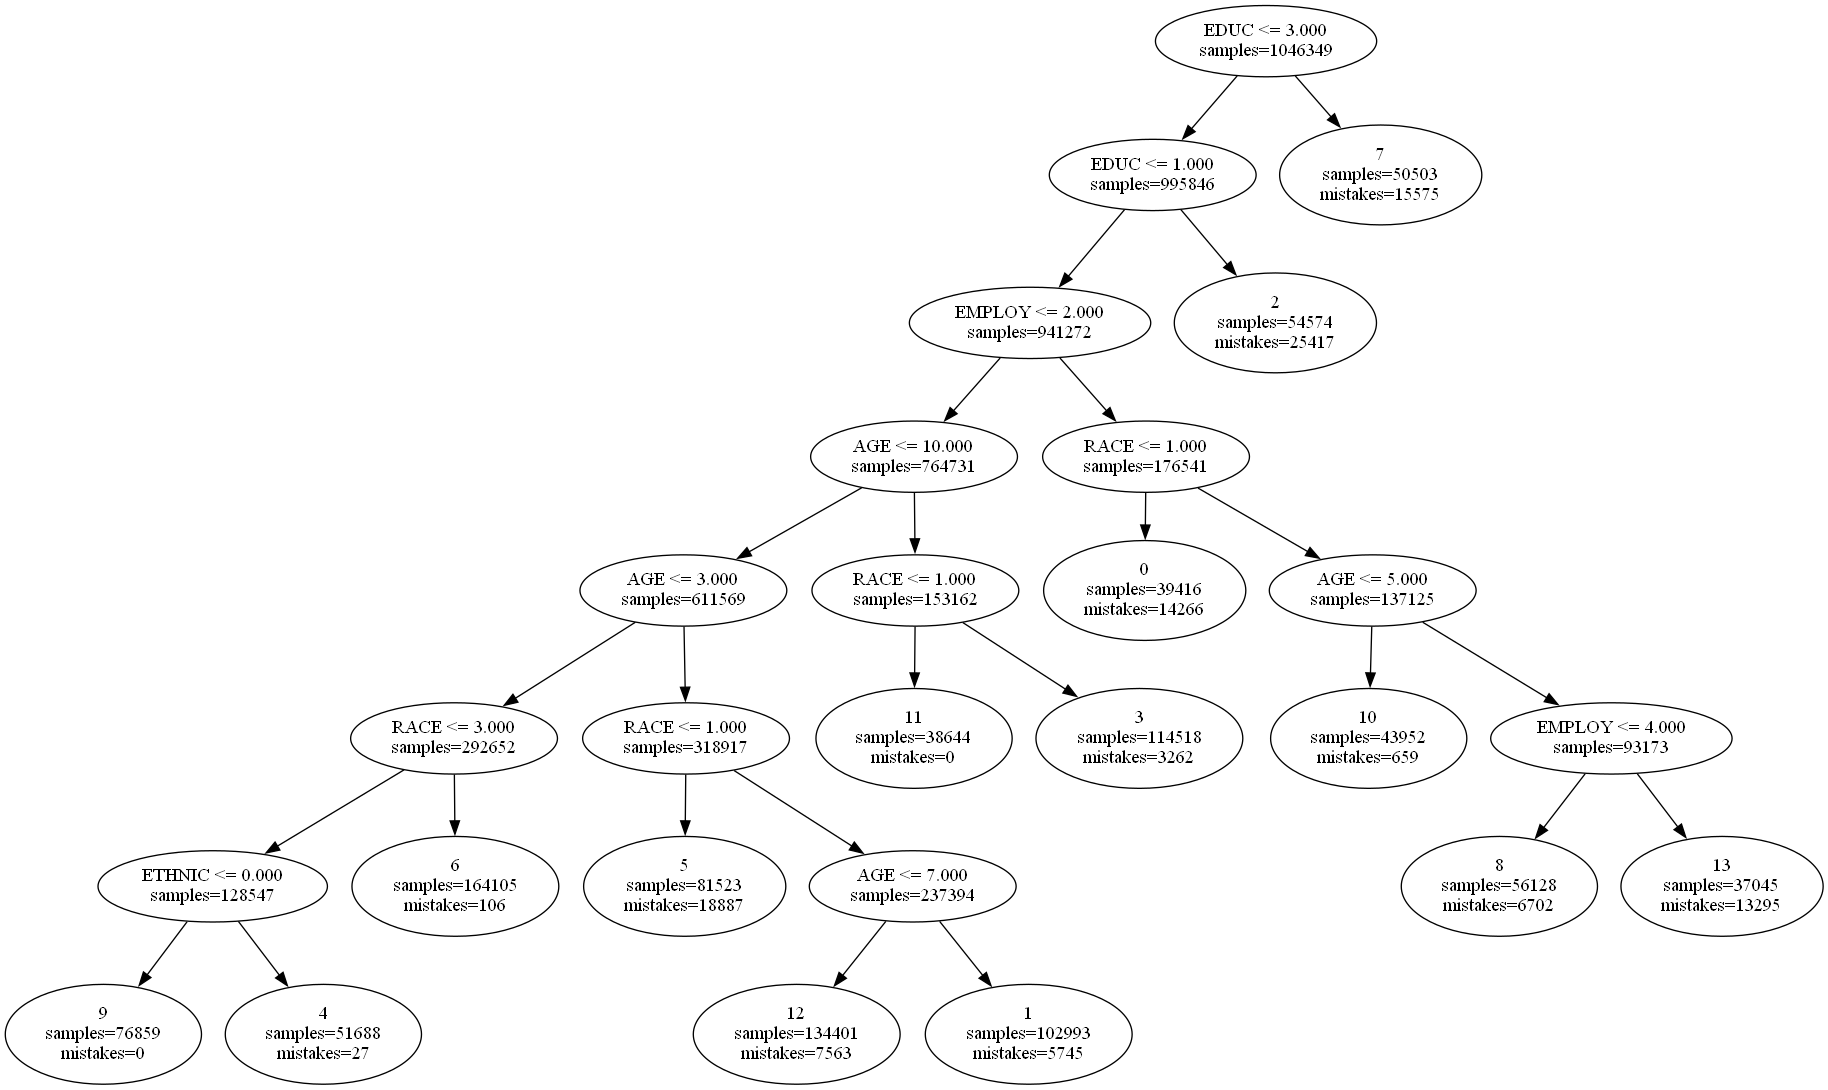 EDUC <= 3.000
samples=1046349
EDUC <= 1.000
samples=995846
7
samples=50503
mistakes=15575
EMPLOY <= 2.000
samples=941272
2
samples=54574
mistakes=25417
AGE <= 10.000
samples=764731
RACE <= 1.000
samples=176541
AGE <= 3.000
samples=611569
RACE <= 1.000
samples=153162
0
samples=39416
mistakes=14266
AGE <= 5.000
samples=137125
RACE <= 3.000
samples=292652
RACE <= 1.000
samples=318917
11
samples=38644
mistakes=0
3
samples=114518
mistakes=3262
10
samples=43952
mistakes=659
EMPLOY <= 4.000
samples=93173
ETHNIC <= 0.000
samples=128547
6
samples=164105
mistakes=106
5
samples=81523
mistakes=18887
AGE <= 7.000
samples=237394
8
samples=56128
mistakes=6702
13
samples=37045
mistakes=13295
9
samples=76859
mistakes=0
4
samples=51688
mistakes=27
12
samples=134401
mistakes=7563
1
samples=102993
mistakes=5745